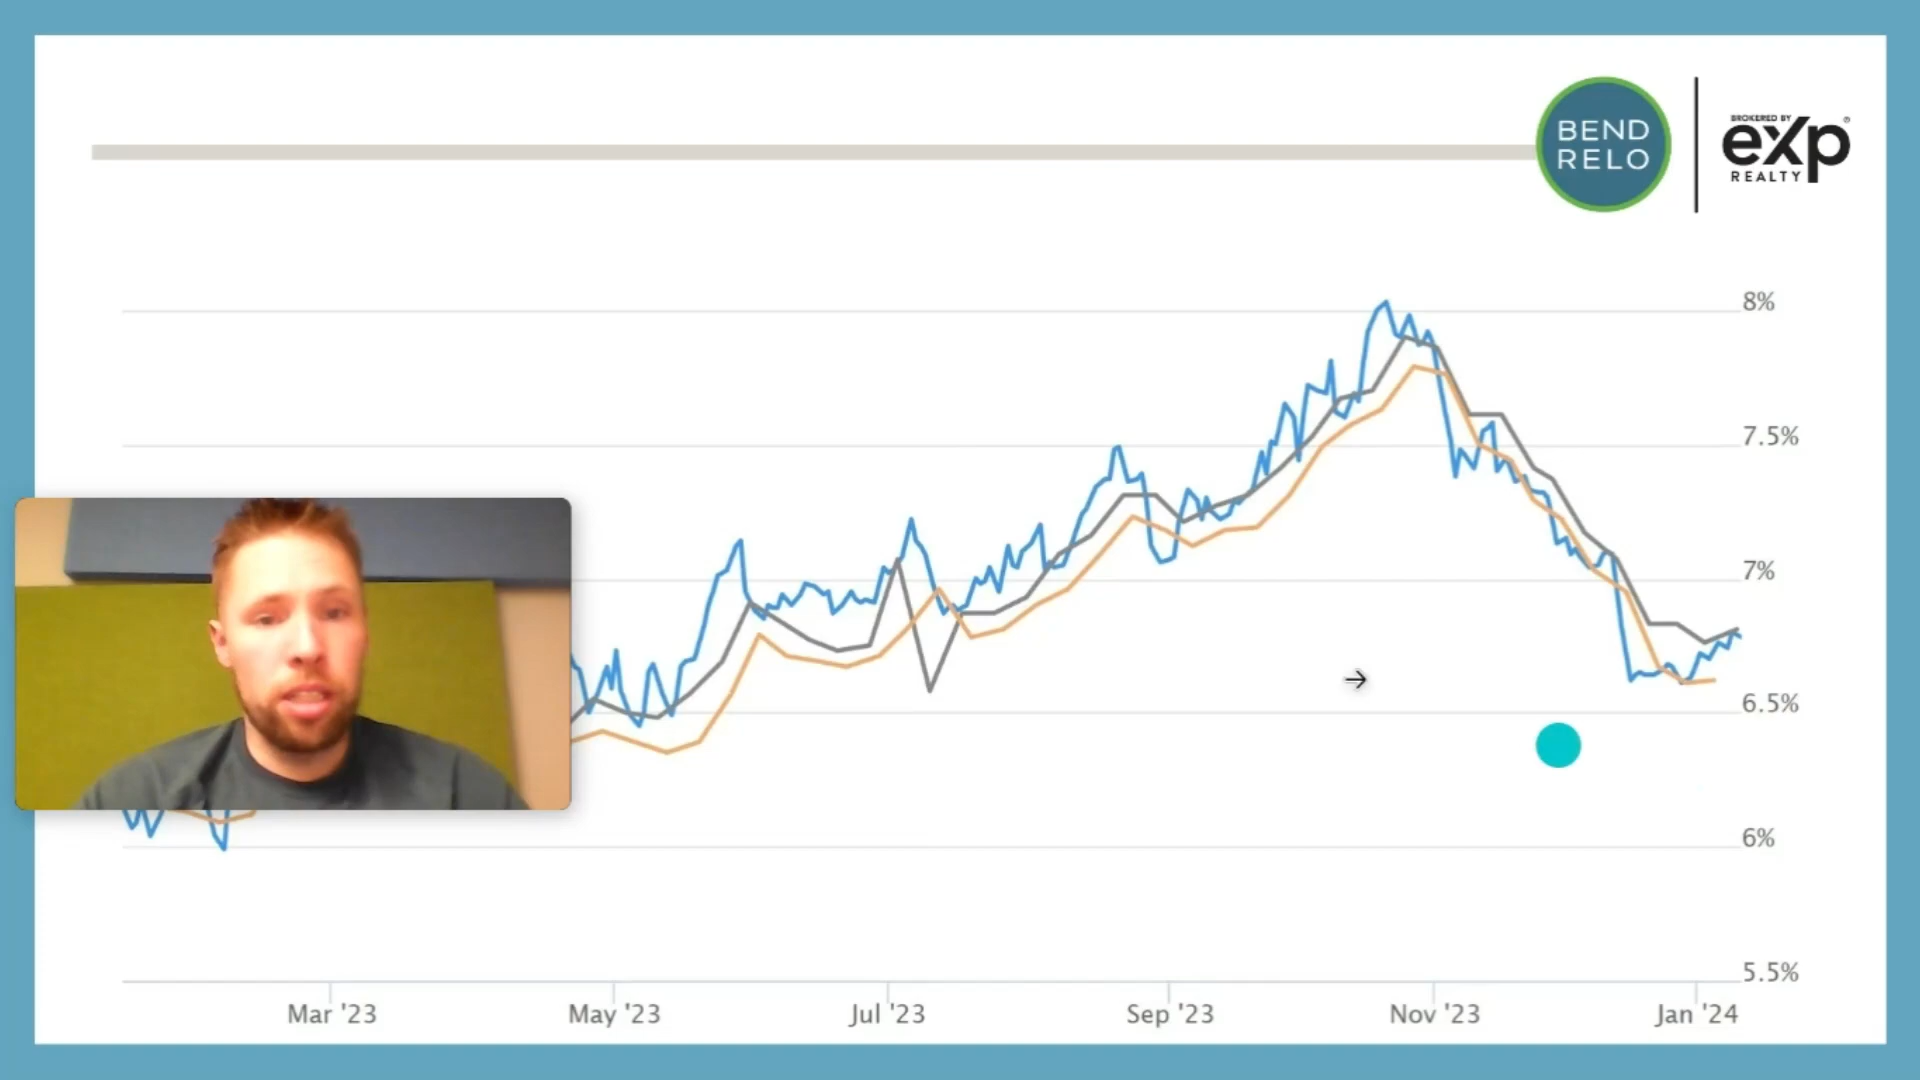 BEND
RELO
BROKERED BY
eXp®
REALTY
8%
7.5%
7%
6.5%
6%
5.5%
Mar '23
May '23
Jul '23
Sep '23
Nov '23
Jan '24